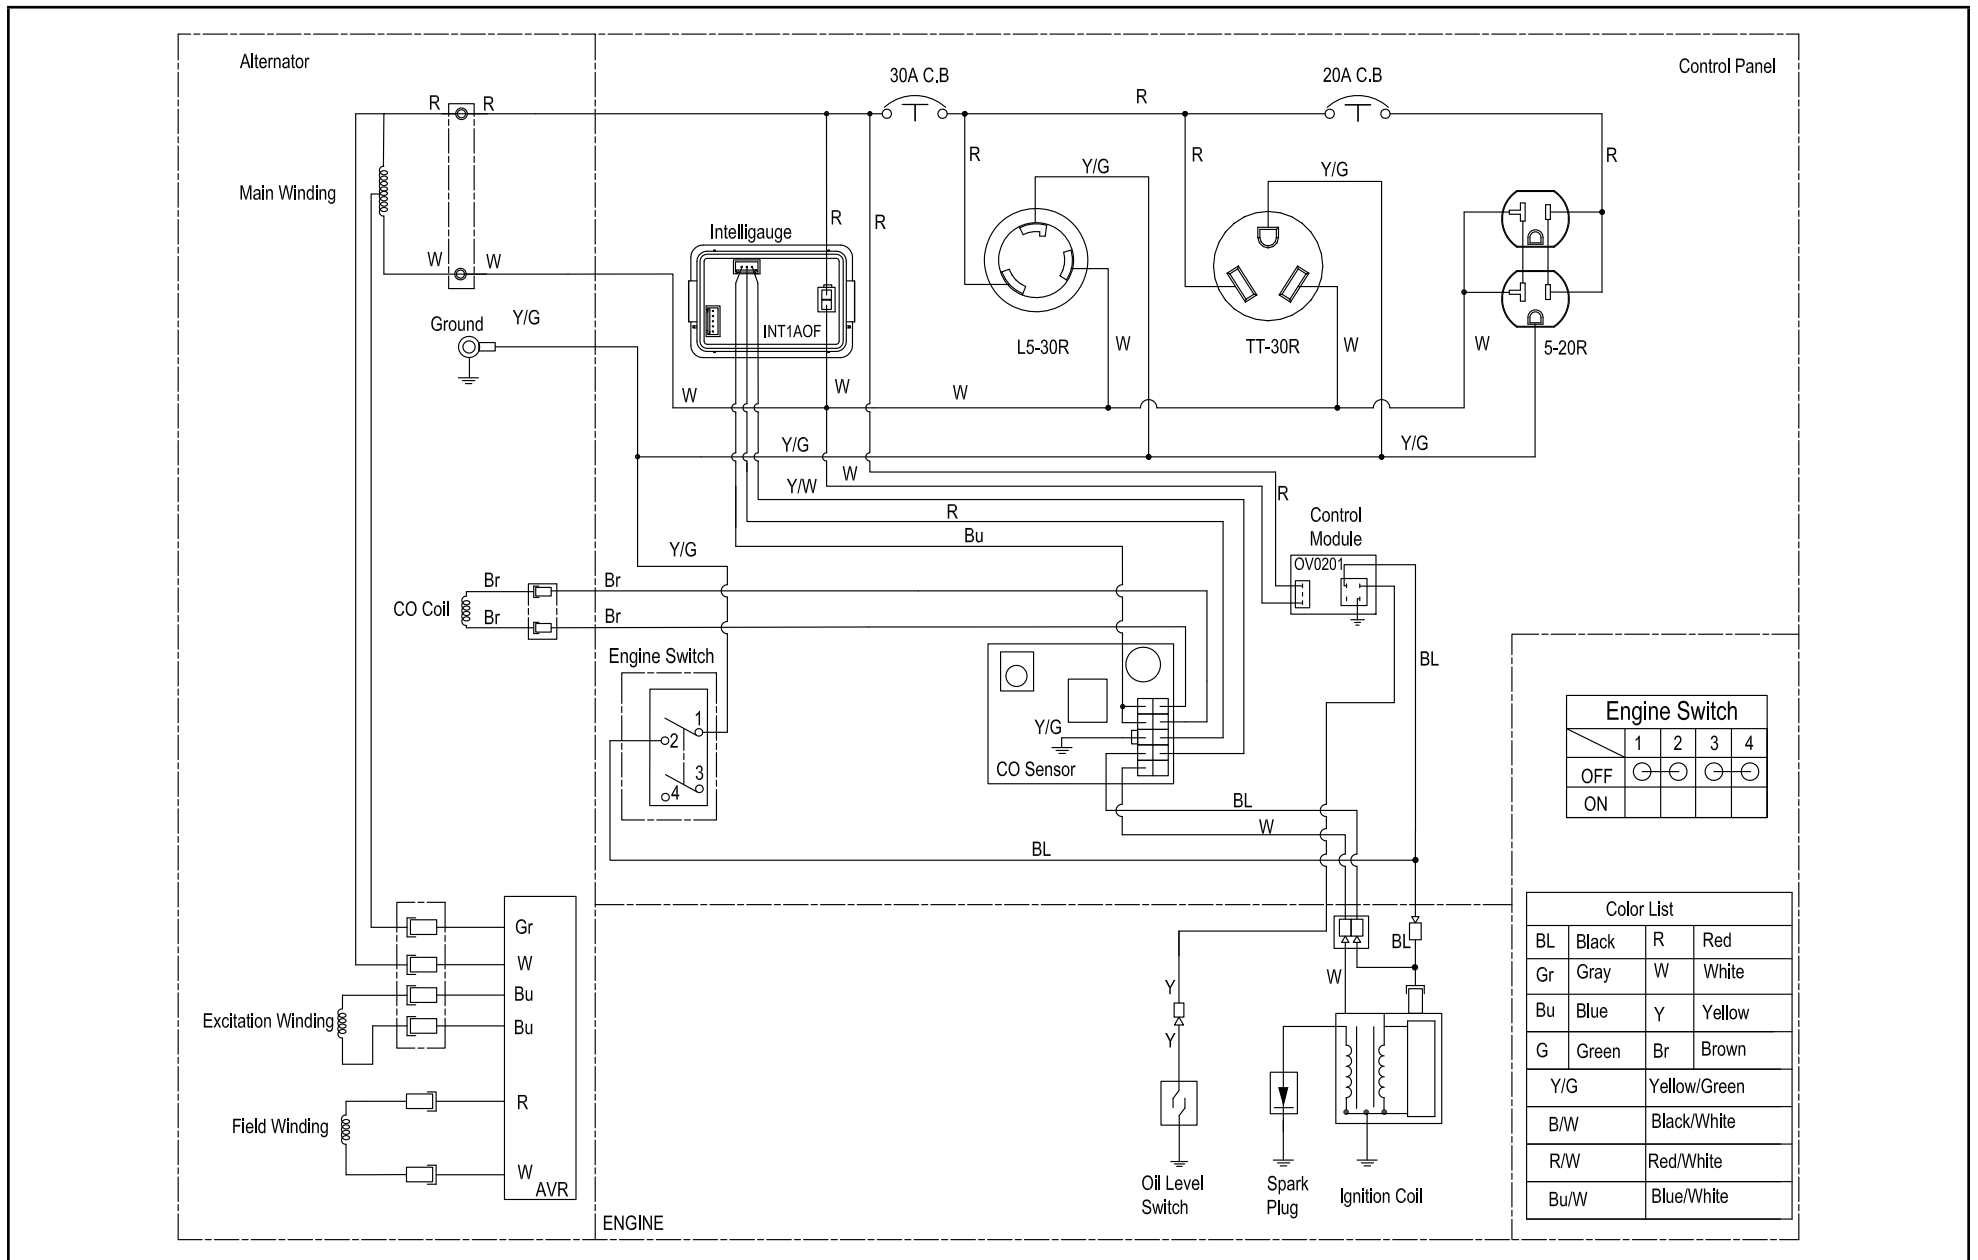 Alternator
30A C.B
20A C.B
Control Panel
R
R
R
R
R
Y/G
R
Y/G
R
Main Winding
R
R
Intelligauge
W
W
INT1AOF
Ground
Y/G
L5-30R
W
TT-30R
W
W
5-20R
W
W
W
Y/G
Y/G
W
Y/W
R
R
Bu
Control
Module
OV0201
Y/G
Br
Br
CO Coil
Br
Br
Engine Switch
BL
1
2
3
4
Y/G
CO Sensor
Engine Switch
1 2 3 4
OFF
ON
BL
W
BL
Gr
W
Bu
Bu
R
W
AVR
Excitation Winding
Field Winding
BL
W
Y
Y
Oil Level
Switch
Spark
Plug
Ignition Coil
ENGINE
Color List
BL Black R Red
Gr Gray W White
Bu Blue Y Yellow
G Green Br Brown
Y/G Yellow/Green
B/W Black/White
R/W Red/White
Bu/W Blue/White